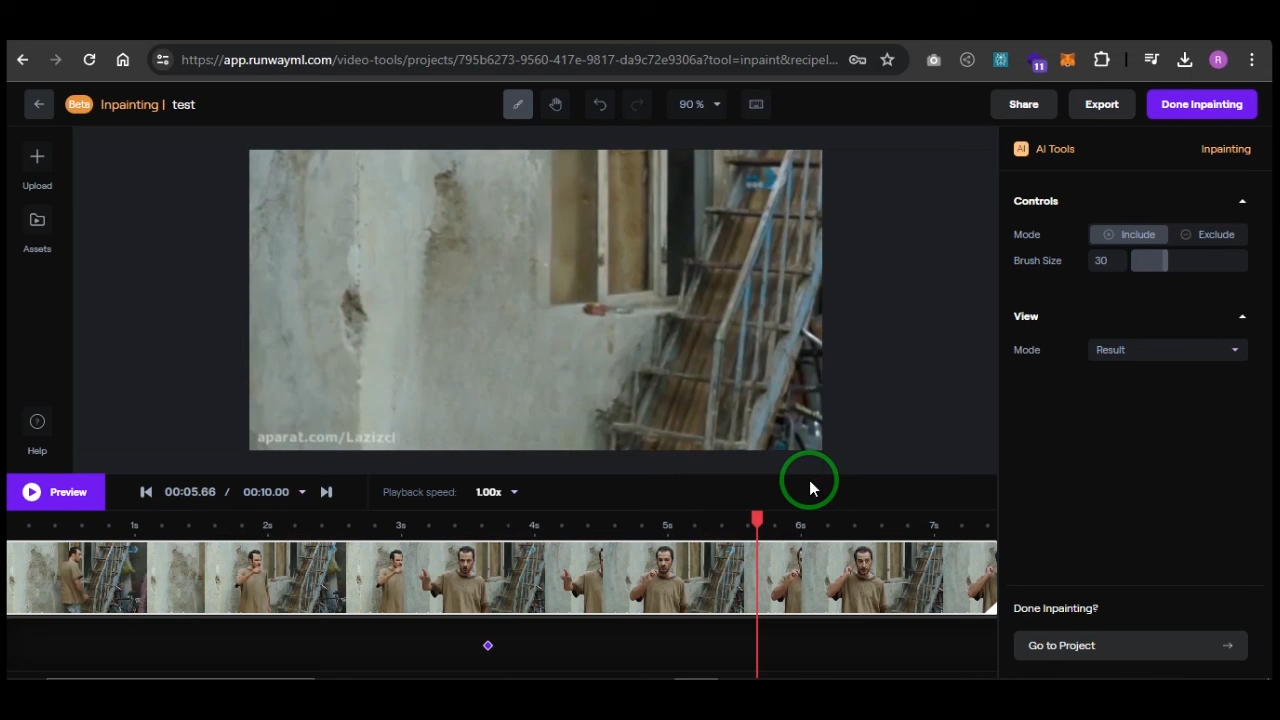 https://app.runwayml.com/video-tools/projects/795b6273-9560-417e-9817-da9c72e9306a?tool=inpaint&recipel...
11
R
Beta Inpainting | test
90 %
Share
Export
Done Inpainting
Upload
Assets
Help
aparat.com/Lazizci
AI AI Tools
Inpainting
Controls
Mode
Include
Exclude
Brush Size
30
View
Mode
Result
Preview
00:05.66 / 00:10.00
Playback speed: 1.00x
1s
2s
3s
4s
5s
6s
7s
Done Inpainting?
Go to Project